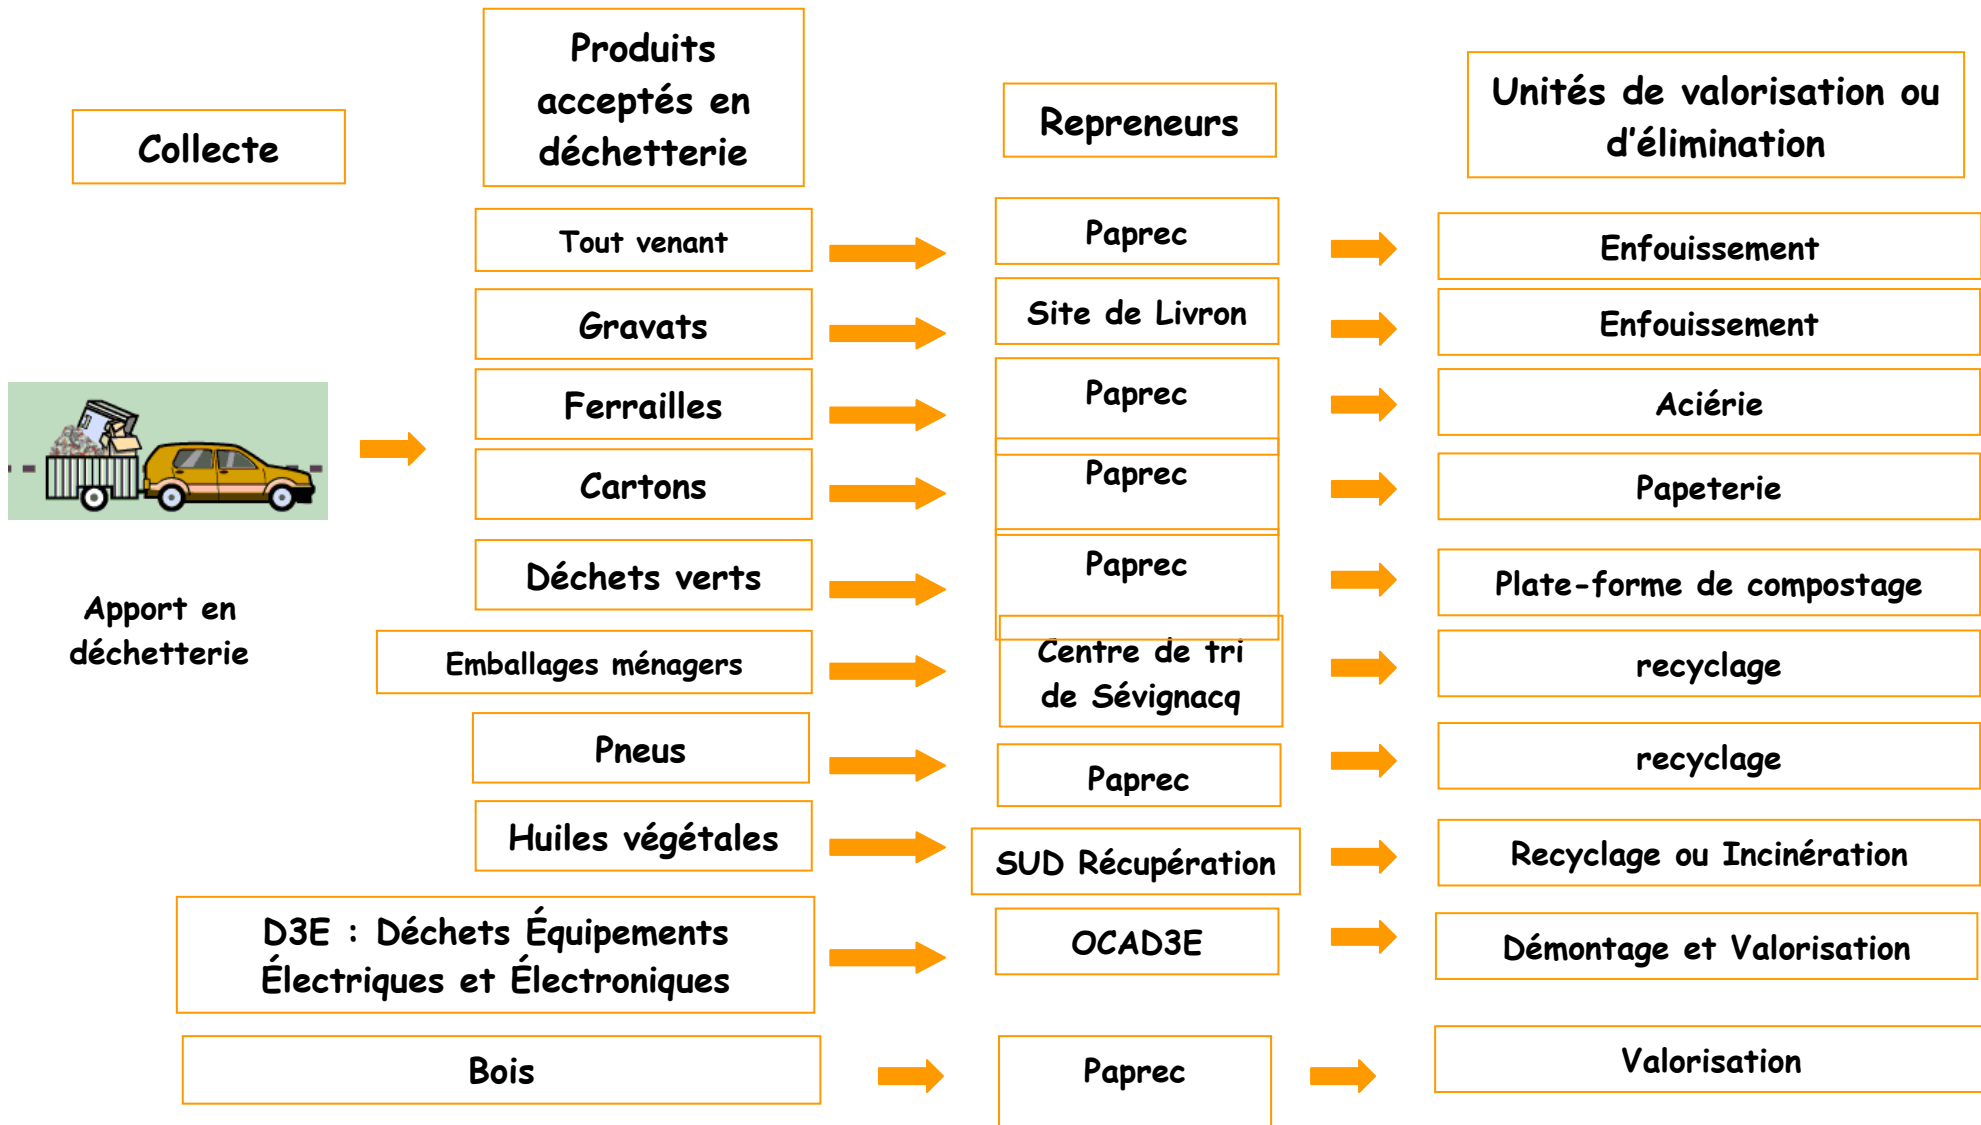 Collecte
Produits
acceptés en
déchetterie
Repreneurs
Unités de valorisation ou
d'élimination
Tout venant
Paprec
Enfouissement
Gravats
Site de Livron
Enfouissement
Ferrailles
Paprec
Aciérie
Cartons
Paprec
Papeterie
Déchets verts
Paprec
Plate-forme de compostage
Apport en
déchetterie
Emballages ménagers
Centre de tri
de Sévignacq
recyclage
Pneus
Paprec
recyclage
Huiles végétales
SUD Récupération
Recyclage ou Incinération
D3E : Déchets Équipements
Électriques et Électroniques
OCAD3E
Démontage et Valorisation
Bois
Paprec
Valorisation